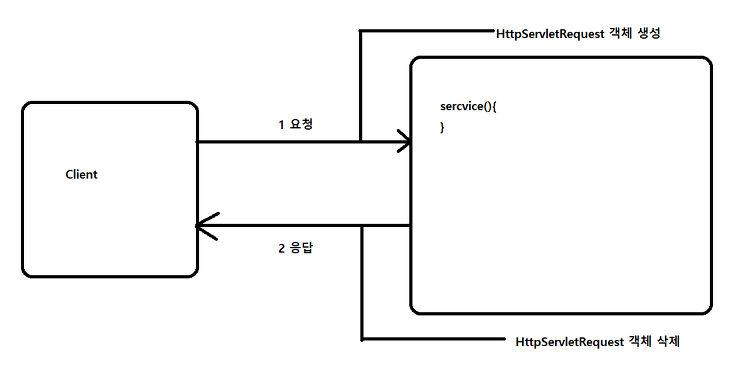 HttpServletRequest 객체 생성
sercvice(){
}
1 요청
Client
2 응답
HttpServletRequest 객체 삭제